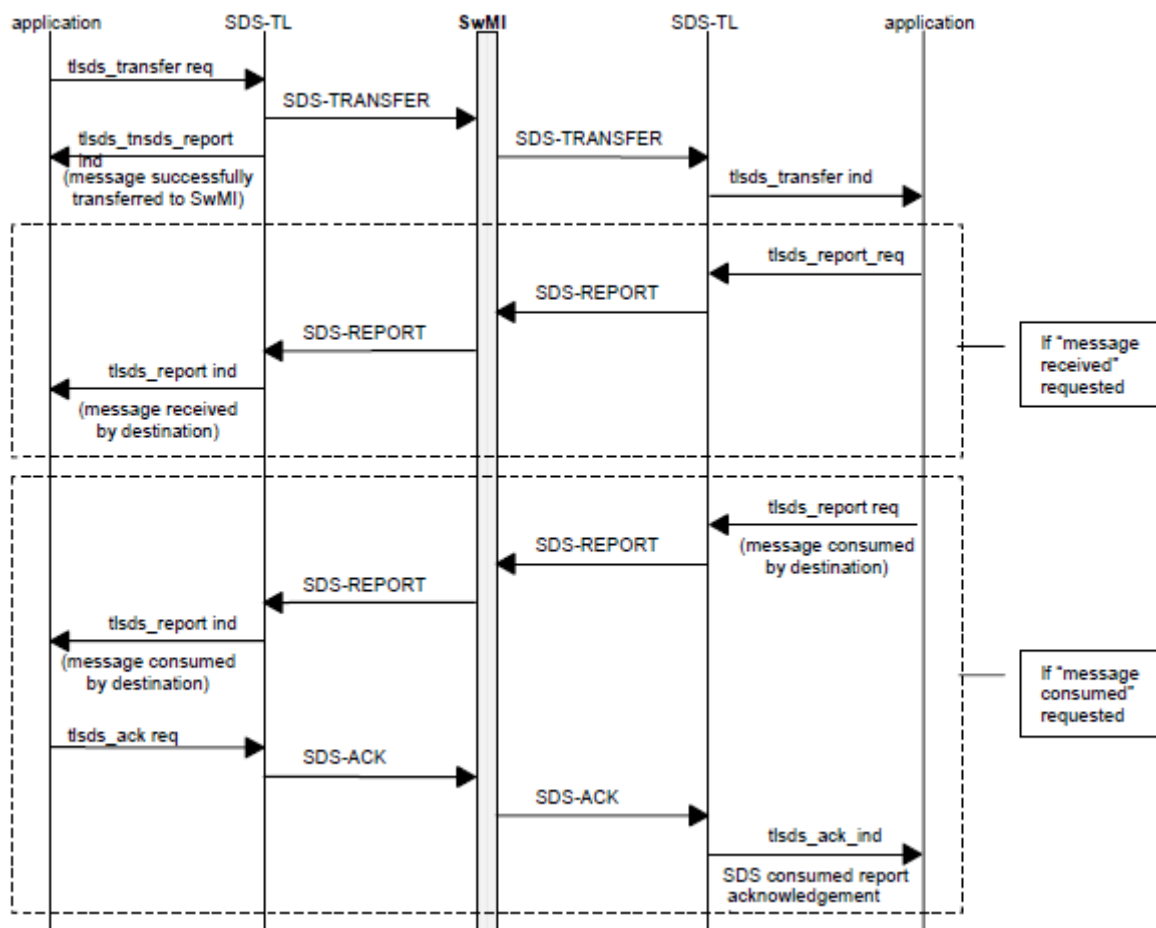 application SDS-TL SwMI SDS-TL application
tlsds_transfer req
SDS-TRANSFER
tlsds_tnsds_report
ind
SDS-TRANSFER
(message successfully
transferred to SwMI)
tlsds_transfer ind
tlsds_report_req
SDS-REPORT
SDS-REPORT
If "message
received"
requested
tlsds_report ind
(message received
by destination)
tlsds_report req
SDS-REPORT
(message consumed
by destination)
SDS-REPORT
tlsds_report ind
(message consumed
by destination)
If "message
consumed"
requested
tlsds_ack req
SDS-ACK
SDS-ACK
tlsds_ack_ind
SDS consumed report
acknowledgement